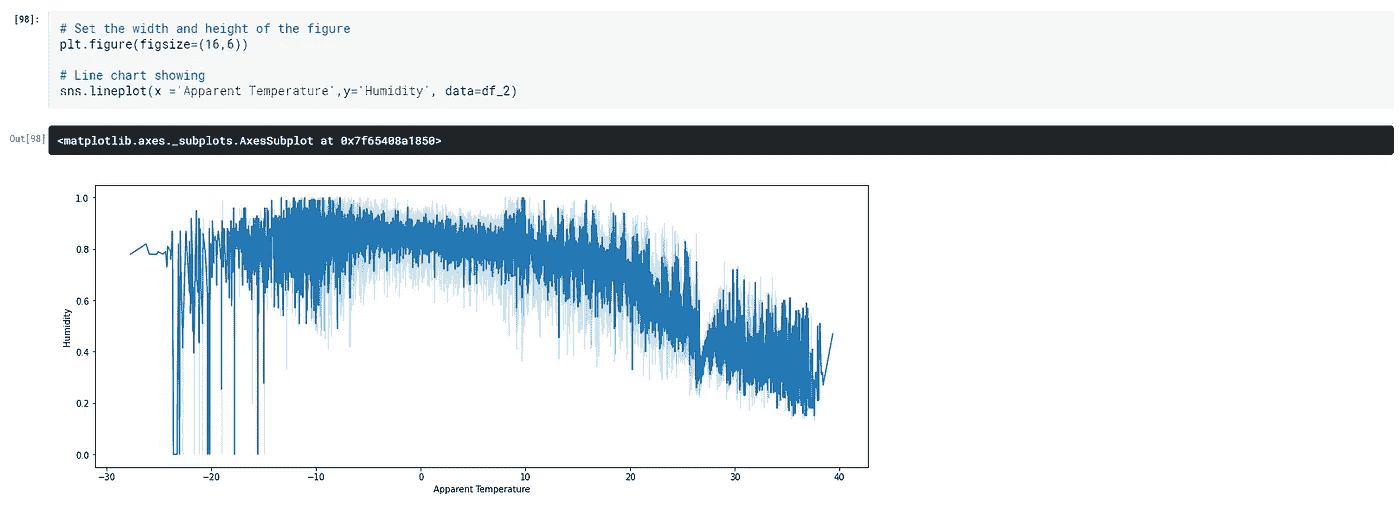 [98]:
# Set the width and height of the figure
plt.figure(figsize=(16,6))
# Line chart showing
sns.lineplot(x ='Apparent Temperature',y='Humidity', data=df_2)
Out[98]
<matplotlib.axes._subplots.AxesSubplot at 0x7f65408a1850>
1.0
0.8
0.6
0.4
0.2
0.0
Humidity
−30 −20 −10 0 10 20 30 40
Apparent Temperature